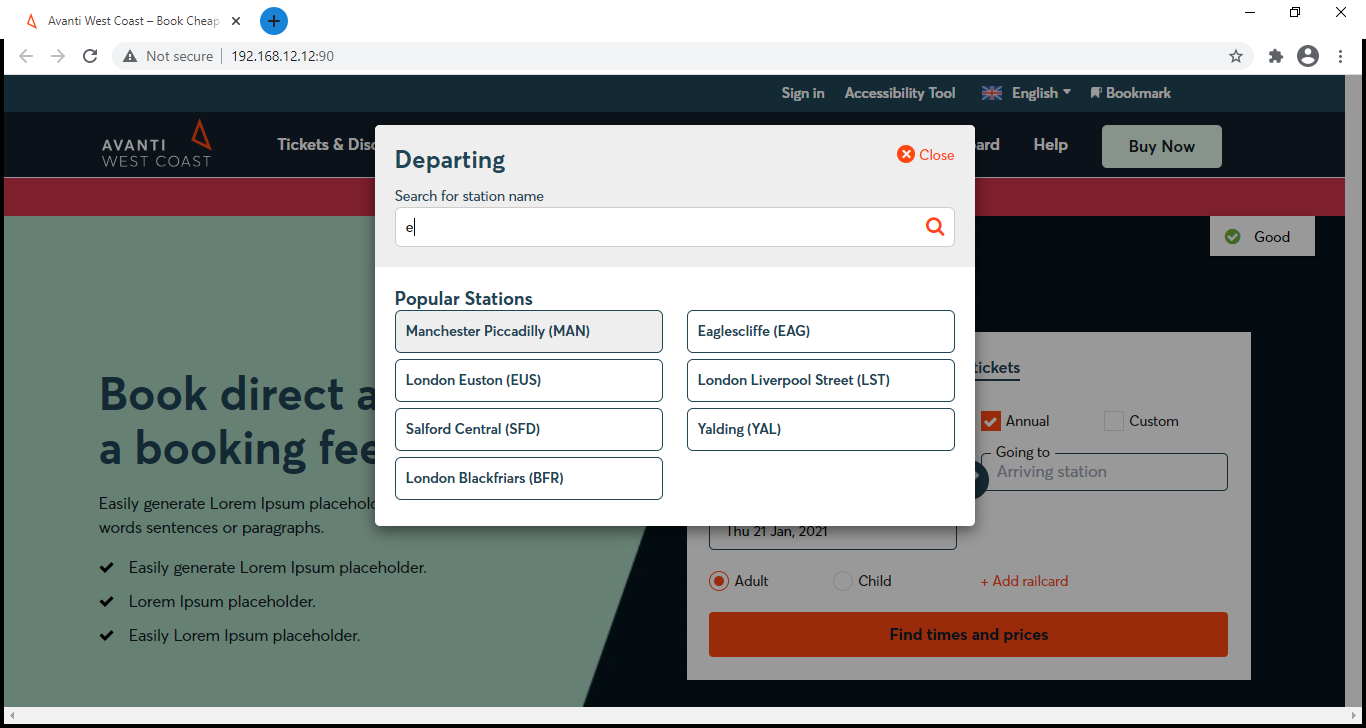 Avanti West Coast – Book Cheap
Not secure
192.168.12.12:90
Sign in
Accessibility Tool
English
Bookmark
AVANTI
WEST COAST
Tickets & Disc
ard
Help
Buy Now
Departing
Close
Search for station name
e
Good
Popular Stations
Manchester Piccadilly (MAN)
Eaglescliffe (EAG)
London Euston (EUS)
London Liverpool Street (LST)
Salford Central (SFD)
Yalding (YAL)
London Blackfriars (BFR)
Book direct a
a booking fee
Easily generate Lorem Ipsum placehold
words sentences or paragraphs.
Easily generate Lorem Ipsum placeholder.
Lorem Ipsum placeholder.
Easily Lorem Ipsum placeholder.
tickets
Annual
Custom
Going to
Arriving station
Thu 21 Jan, 2021
Adult
Child
+ Add railcard
Find times and prices